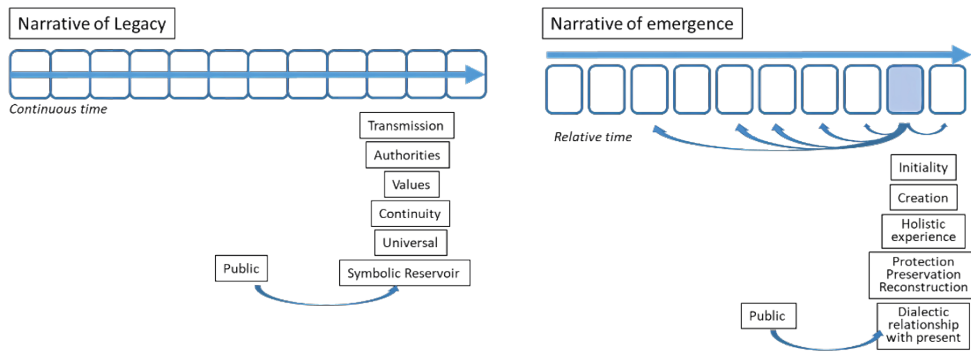 Narrative of Legacy
Continuous time
Transmission
Authorities
Values
Continuity
Universal
Public
Symbolic Reservoir
Narrative of emergence
Relative time
Initiality
Creation
Holistic
experience
Protection
Preservation
Reconstruction
Public
Dialectic
relationship
with present